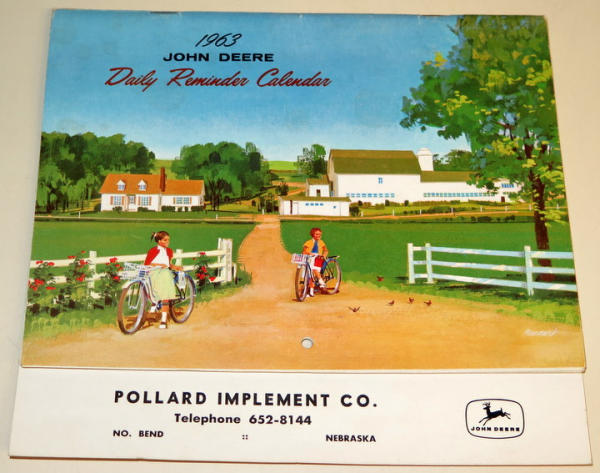 1963
JOHN DEERE
Daily Reminder Calendar
POLLARD IMPLEMENT CO.
Telephone 652-8144
NO. BEND :: NEBRASKA
JOHN DEERE